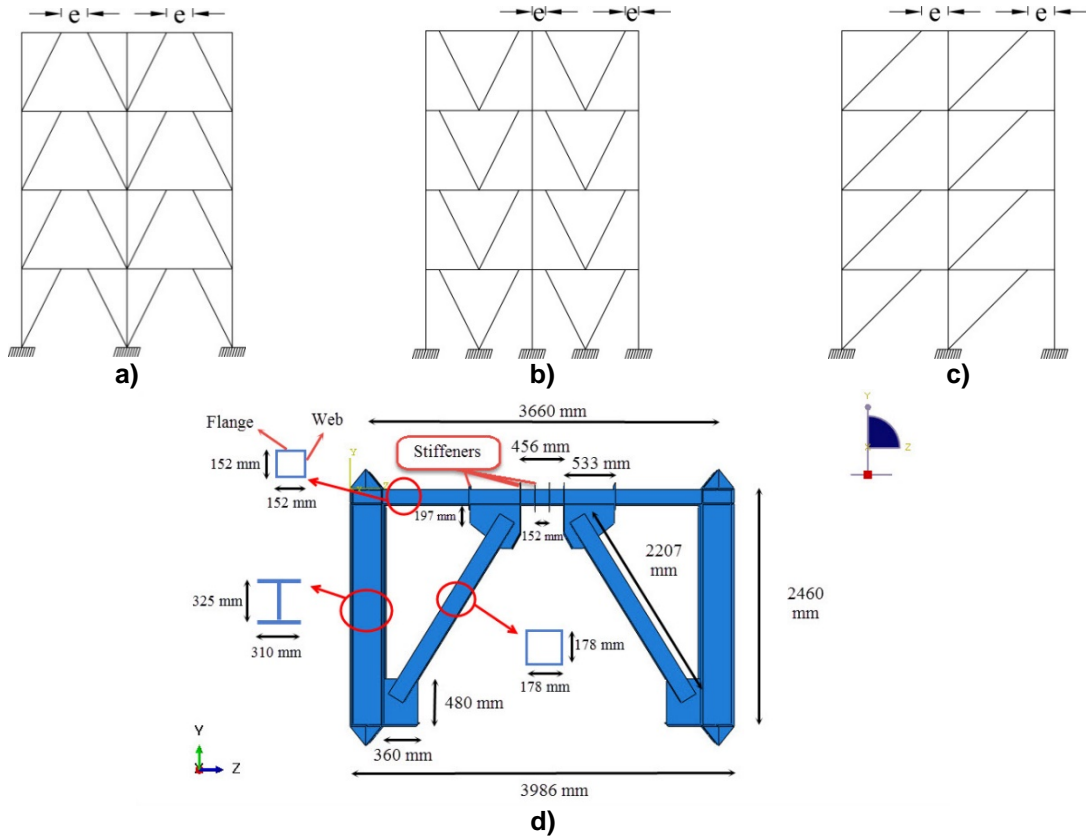 e e e e e e
a) b) c)
3660 mm
Flange
Web
456 mm
Stiffeners
533 mm
152 mm
152 mm
197 mm
152 mm
2207
mm
2460
mm
325 mm
310 mm
178 mm
178 mm
480 mm
360 mm
3986 mm
Y
Z
Y
Z
Y
d)